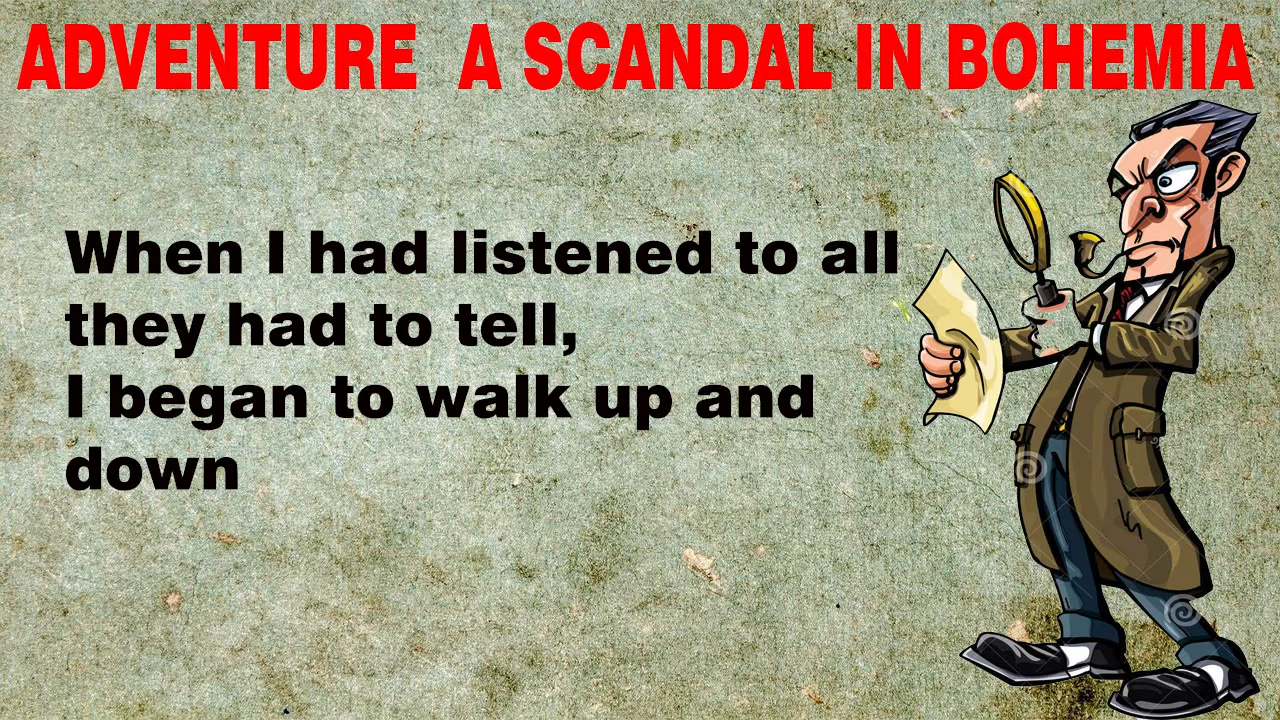 ADVENTURE A SCANDAL IN BOHEMIA
When I had listened to all
they had to tell,
I began to walk up and
down